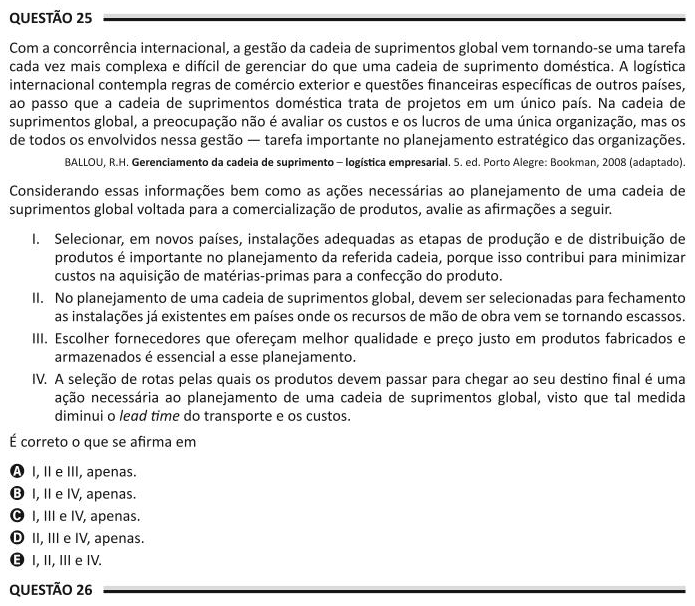 QUESTÃO 25
Com a concorrência internacional, a gestão da cadeia de suprimentos global vem tornando-se uma tarefa
cada vez mais complexa e difícil de gerenciar do que uma cadeia de suprimento doméstica. A logística
internacional contempla regras de comércio exterior e questões financeiras específicas de outros países,
ao passo que a cadeia de suprimentos doméstica trata de projetos em um único país. Na cadeia de
suprimentos global, a preocupação não é avaliar os custos e os lucros de uma única organização, mas os
de todos os envolvidos nessa gestão — tarefa importante no planejamento estratégico das organizações.
BALLOU, R.H. Gerenciamento da cadeia de suprimento – logística empresarial. 5. ed. Porto Alegre: Bookman, 2008 (adaptado).
Considerando essas informações bem como as ações necessárias ao planejamento de uma cadeia de
suprimentos global voltada para a comercialização de produtos, avalie as afirmações a seguir.
I. Selecionar, em novos países, instalações adequadas as etapas de produção e de distribuição de
produtos é importante no planejamento da referida cadeia, porque isso contribui para minimizar
custos na aquisição de matérias-primas para a confecção do produto.
II. No planejamento de uma cadeia de suprimentos global, devem ser selecionadas para fechamento
as instalações já existentes em países onde os recursos de mão de obra vem se tornando escassos.
III. Escolher fornecedores que ofereçam melhor qualidade e preço justo em produtos fabricados e
armazenados é essencial a esse planejamento.
IV. A seleção de rotas pelas quais os produtos devem passar para chegar ao seu destino final é uma
ação necessária ao planejamento de uma cadeia de suprimentos global, visto que tal medida
diminui o lead time do transporte e os custos.
É correto o que se afirma em
A I, II e III, apenas.
B I, II e IV, apenas.
C I, III e IV, apenas.
D II, III e IV, apenas.
E I, II, III e IV.
QUESTÃO 26